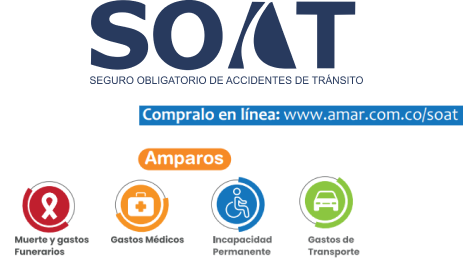 SOAT
SEGURO OBLIGATORIO DE ACCIDENTES DE TRÁNSITO
Compralo en línea: www.amar.com.co/soat
Amparos
Muerte y gastos
Funerarios
Gastos Médicos
Incapacidad
Permanente
Gastos de
Transporte